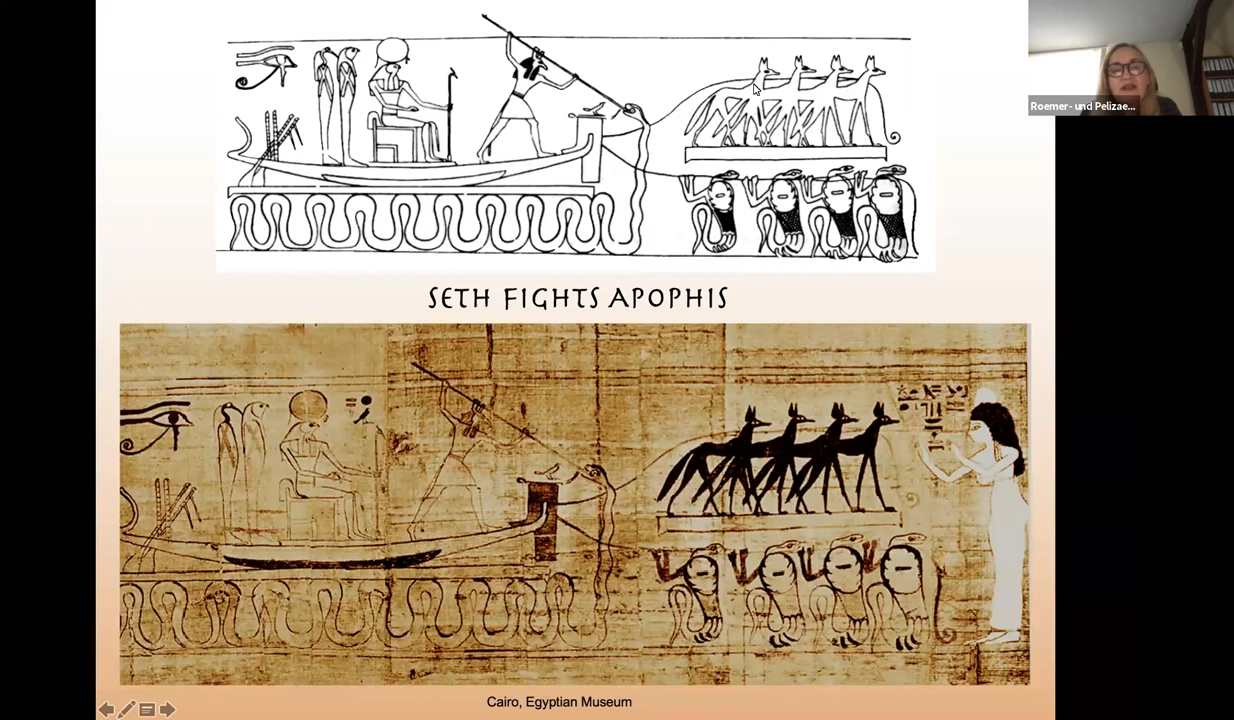 Roemer- und Pelizae...
SETH FIGHTS APOPHIS
Cairo, Egyptian Museum